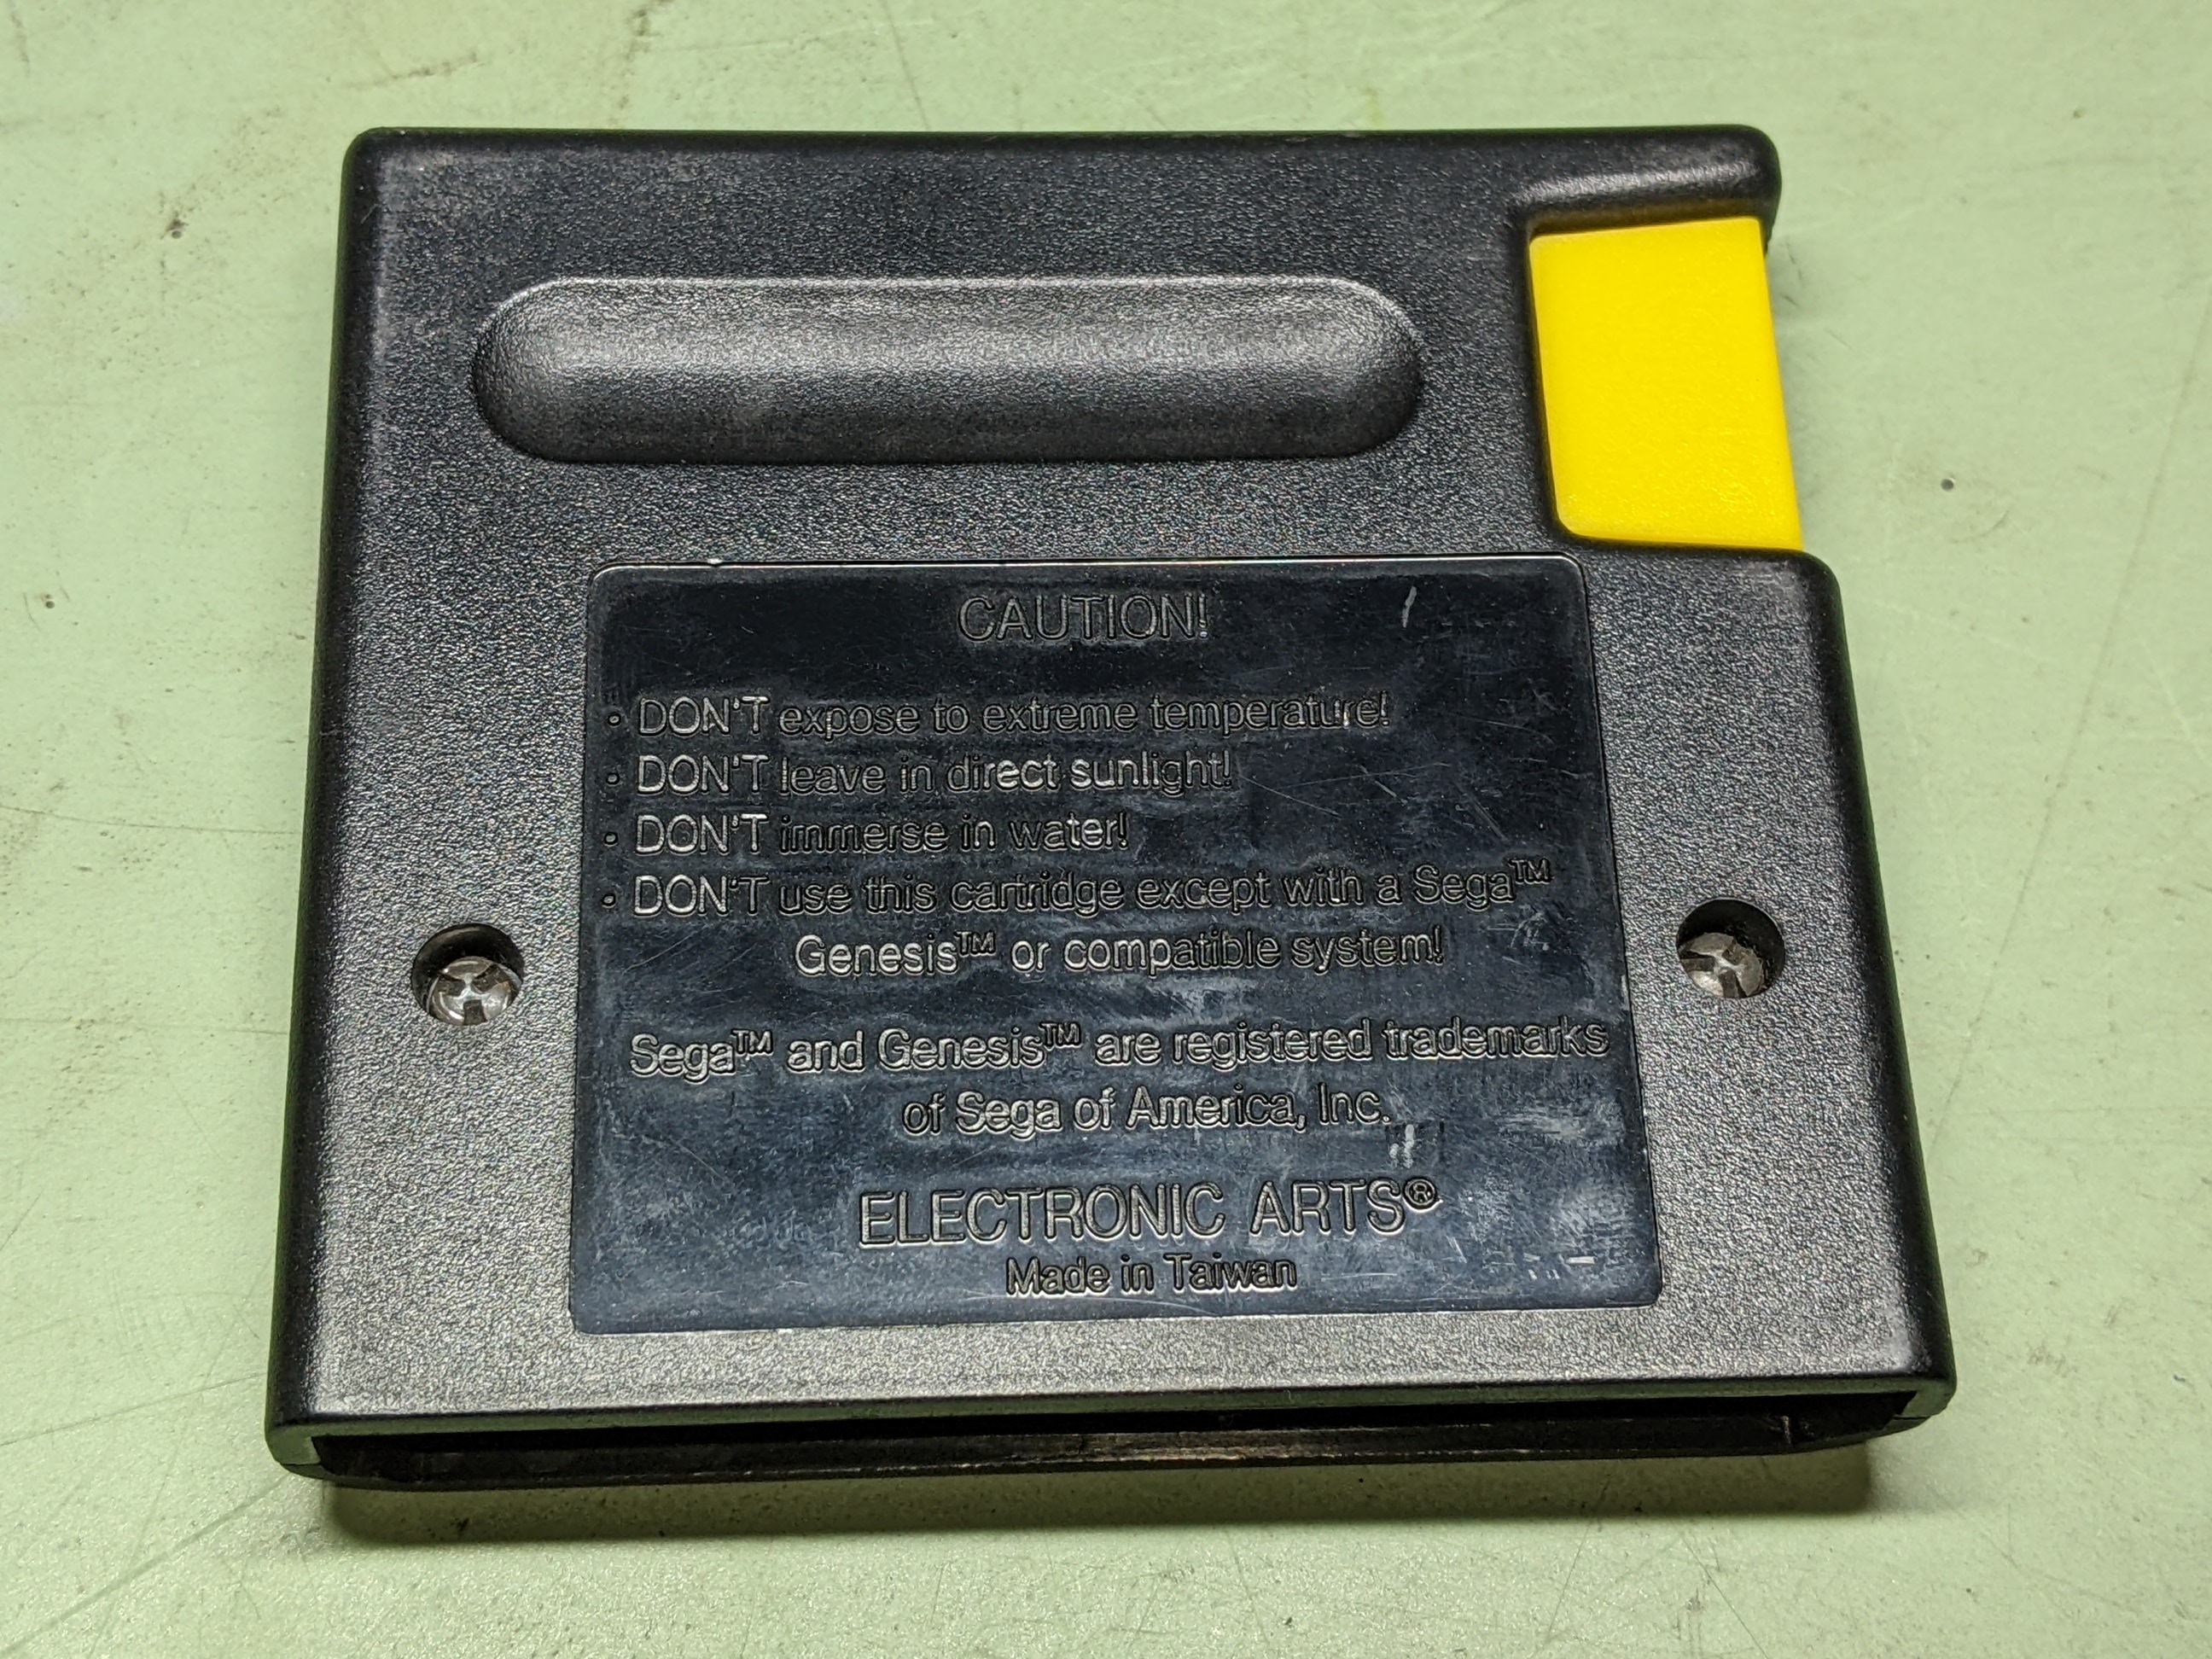 CAUTION!
• DON'T expose to extreme temperature!
• DON'T leave in direct sunlight!
• DON'T immerse in water!
• DON'T use this cartridge except with a Sega™
Genesis™ or compatible system!
Sega™ and Genesis™ are registered trademarks
of Sega of America, Inc.
ELECTRONIC ARTS®
Made in Taiwan